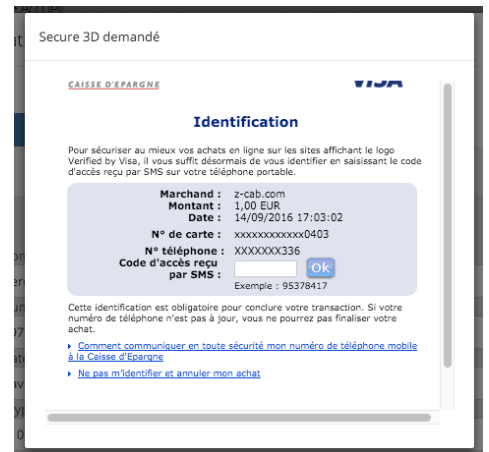 Secure 3D demandé
CAISSE D'EPARGNE
VISA
Identification
Pour sécuriser au mieux vos achats en ligne sur les sites affichant le logo
Verified by Visa, il vous suffit désormais de vous identifier en saisissant le code
d'accès reçu par SMS sur votre téléphone portable.
Marchand : z-cab.com
Montant : 1,00 EUR
Date : 14/09/2016 17:03:02
N° de carte : xxxxxxxxxxxx0403
N° téléphone : XXXXXXX336
Code d'accès reçu
par SMS : Ok
Exemple : 95378417
Cette identification est obligatoire pour conclure votre transaction. Si votre
numéro de téléphone n'est pas à jour, vous ne pourrez pas finaliser votre
achat.
Comment communiquer en toute sécurité mon numéro de téléphone mobile
à la Caisse d'Epargne
Ne pas m'identifier et annuler mon achat